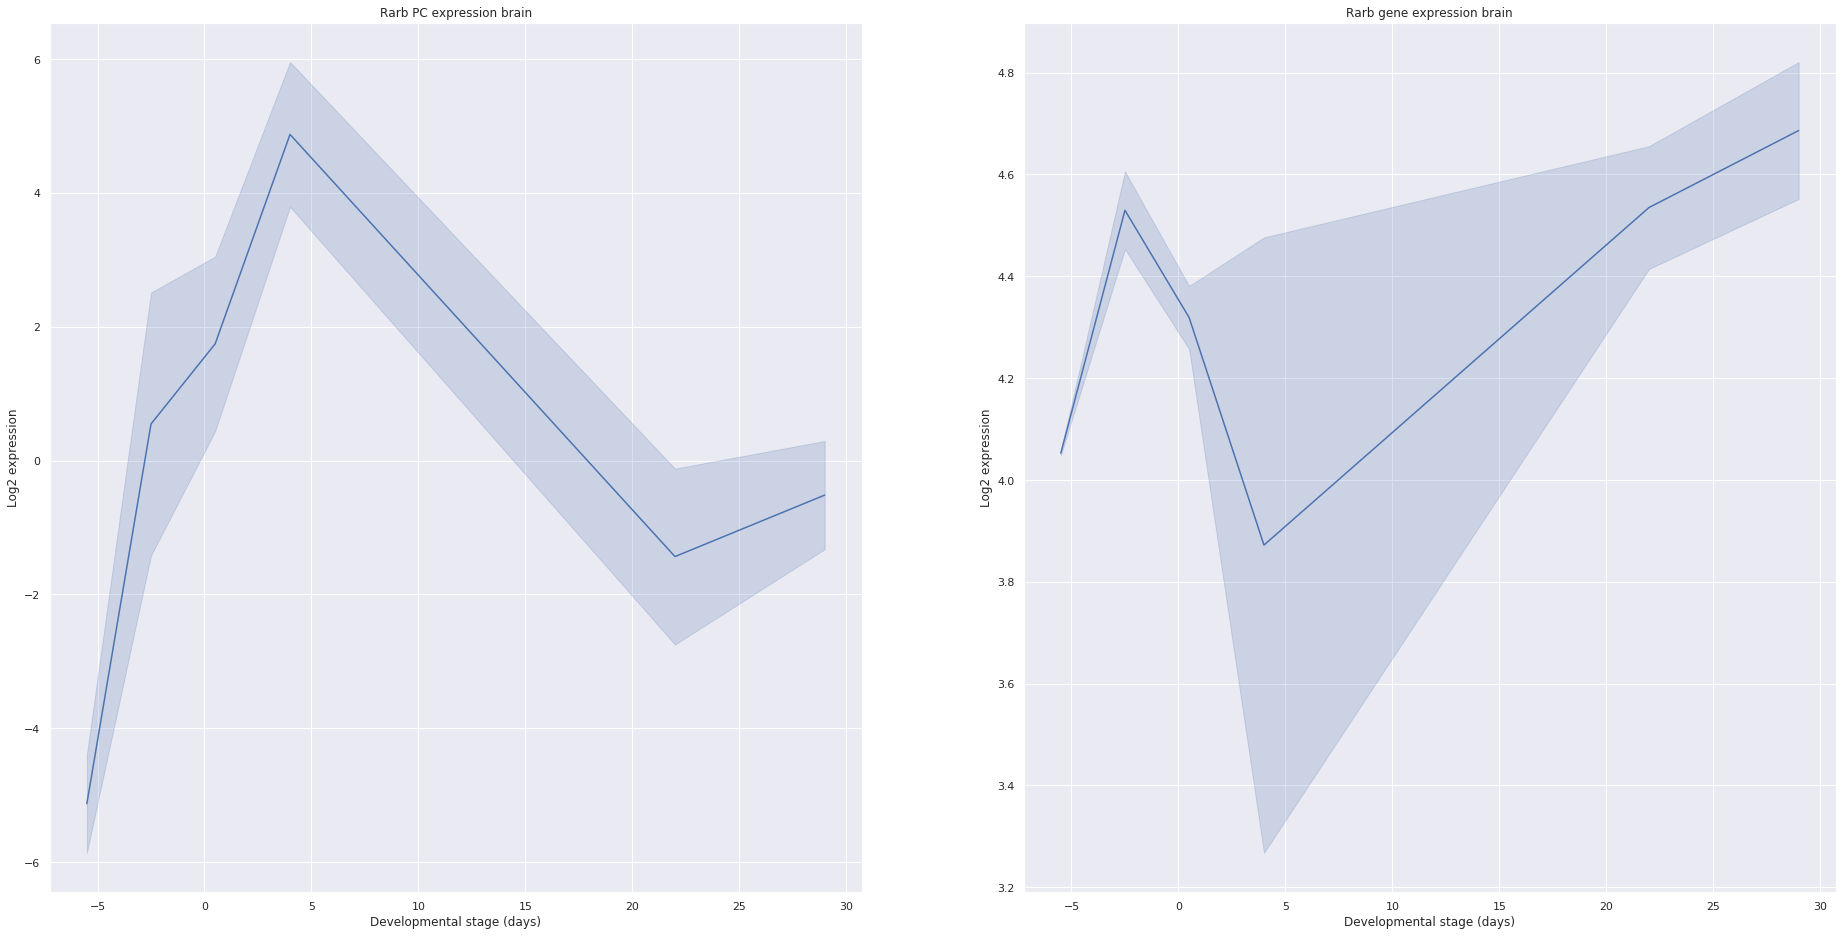 Rarb PC expression brain
Log2 expression
6
4
2
0
−2
−4
−6
−5 0 5 10 15 20 25 30
Developmental stage (days)
Rarb gene expression brain
Log2 expression
4.8
4.6
4.4
4.2
4.0
3.8
3.6
3.4
3.2
−5 0 5 10 15 20 25 30
Developmental stage (days)